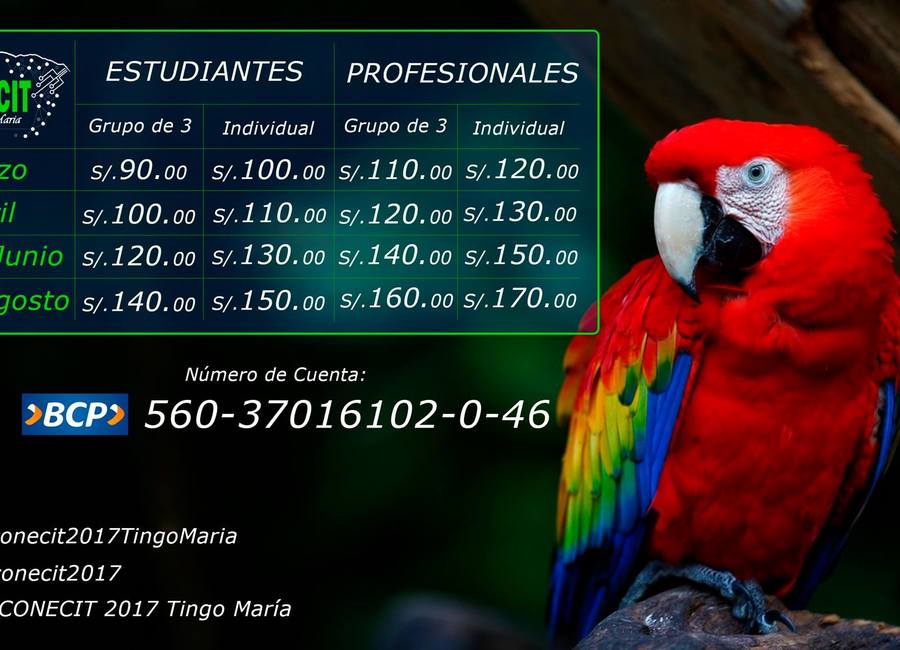 ESTUDIANTES PROFESIONALES
CIT
María
Grupo de 3 Individual Grupo de 3 Individual
zo S/.90.00 S/.100.00 S/.110.00 S/.120.00
il S/.100.00 S/.110.00 S/.120.00 S/.130.00
Junio S/.120.00 S/.130.00 S/.140.00 S/.150.00
gosto S/.140.00 S/.150.00 S/.160.00 S/.170.00
Número de Cuenta:
BCP 560-37016102-0-46
onecit2017TingoMaria
conecit2017
CONECIT 2017 Tingo María